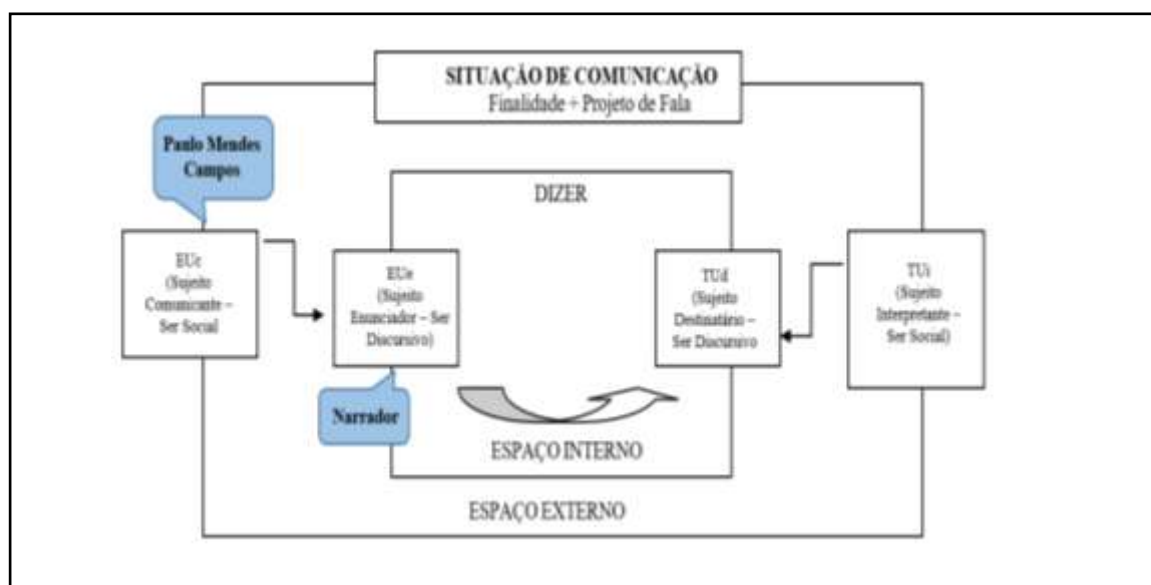 SITUAÇÃO DE COMUNICAÇÃO
Finalidade + Projeto de Fala
Paulo Mendes
Campos
DIZER
EUc
(Sujeito
Comunicante –
Ser Social
EUe
(Sujeito
Enunciador – Ser
Discursivo)
TUd
(Sujeito
Destinatário –
Ser Discursivo
TUi
(Sujeito
Interpretante –
Ser Social)
Narrador
ESPAÇO INTERNO
ESPAÇO EXTERNO